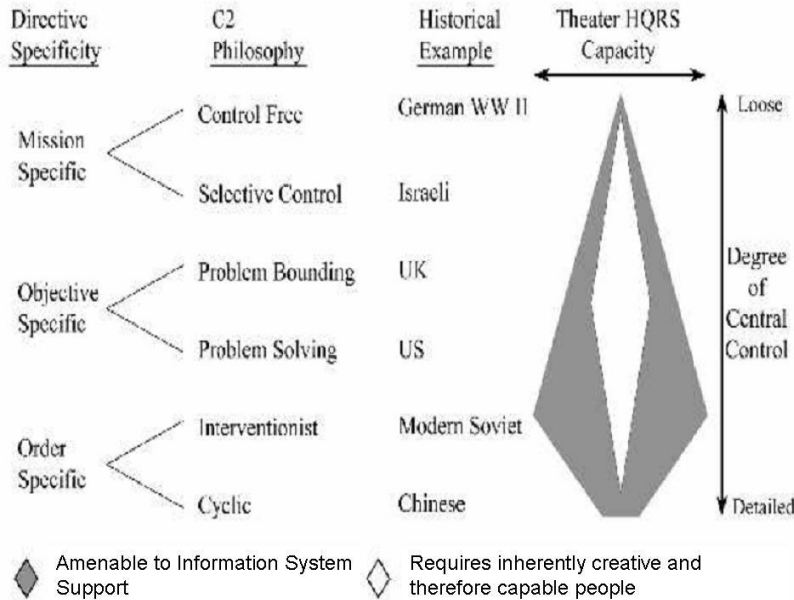 Directive
Specificity
C2
Philosophy
Historical
Example
Theater HQRS
Capacity
Mission
Specific
Control Free
German WW II
Loose
Selective Control
Israeli
Objective
Specific
Problem Bounding
UK
Problem Solving
US
Degree
of
Central
Control
Order
Specific
Interventionist
Modern Soviet
Cyclic
Chinese
Detailed
Amenable to Information System
Support
Requires inherently creative and
therefore capable people